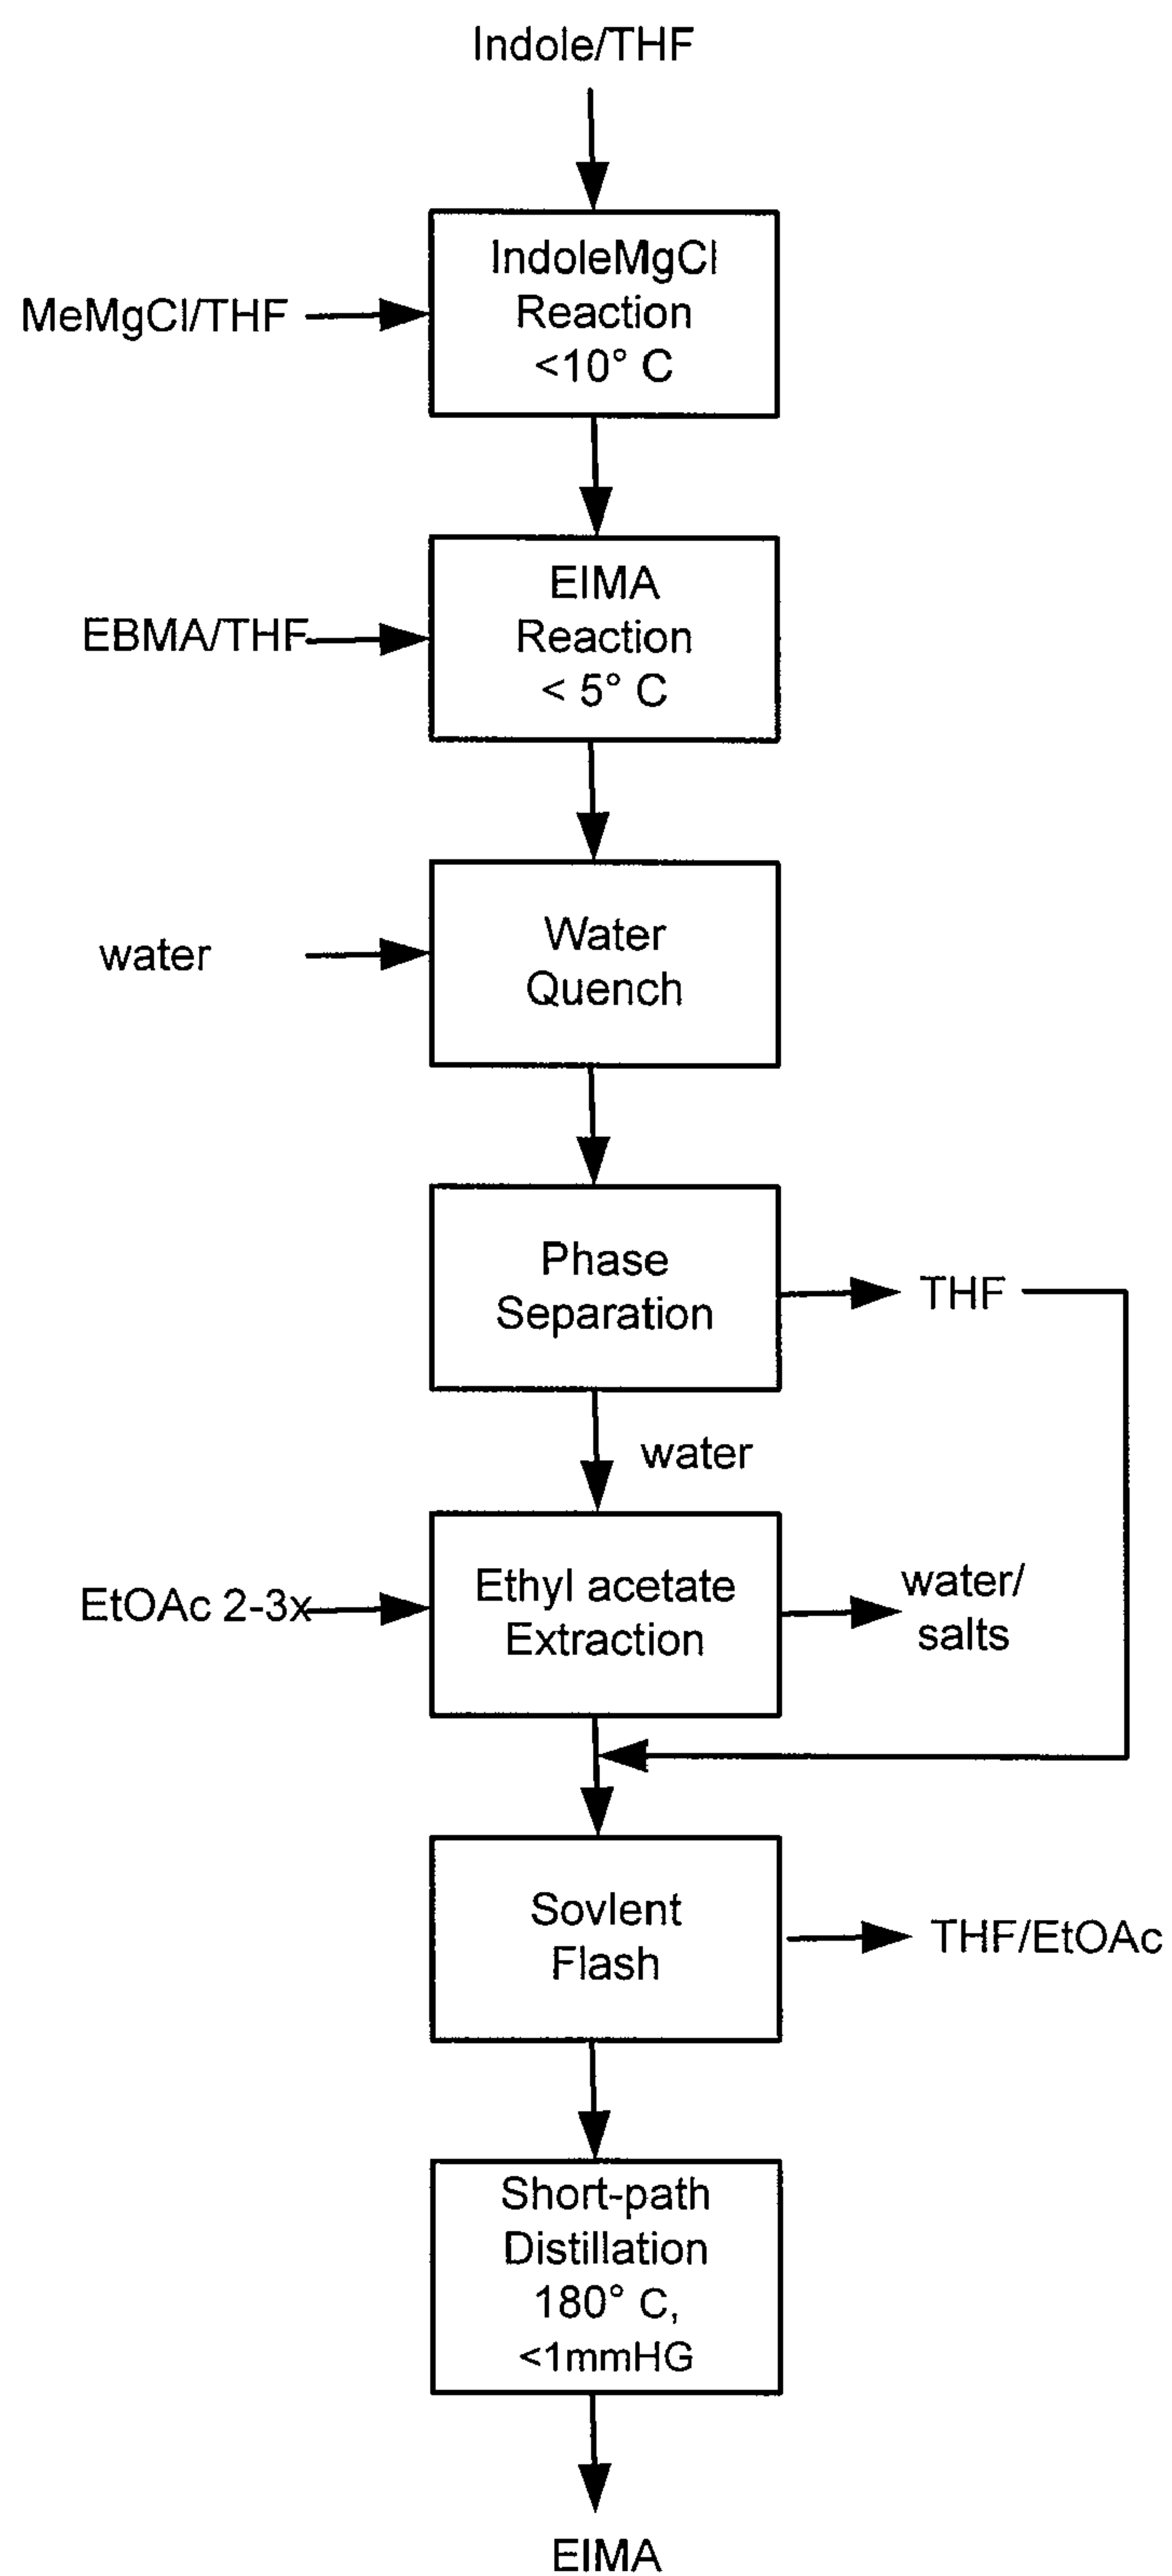 Indole/THF
IndoleMgCl
Reaction
<10° C
MeMgCl/THF
EIMA
Reaction
< 5° C
EBMA/THF
Water
Quench
water
Phase
Separation
THF
water
Ethyl acetate
Extraction
EtOAc 2-3x
water/
salts
Sovlent
Flash
THF/EtOAc
Short-path
Distillation
180° C,
<1mmHG
EIMA